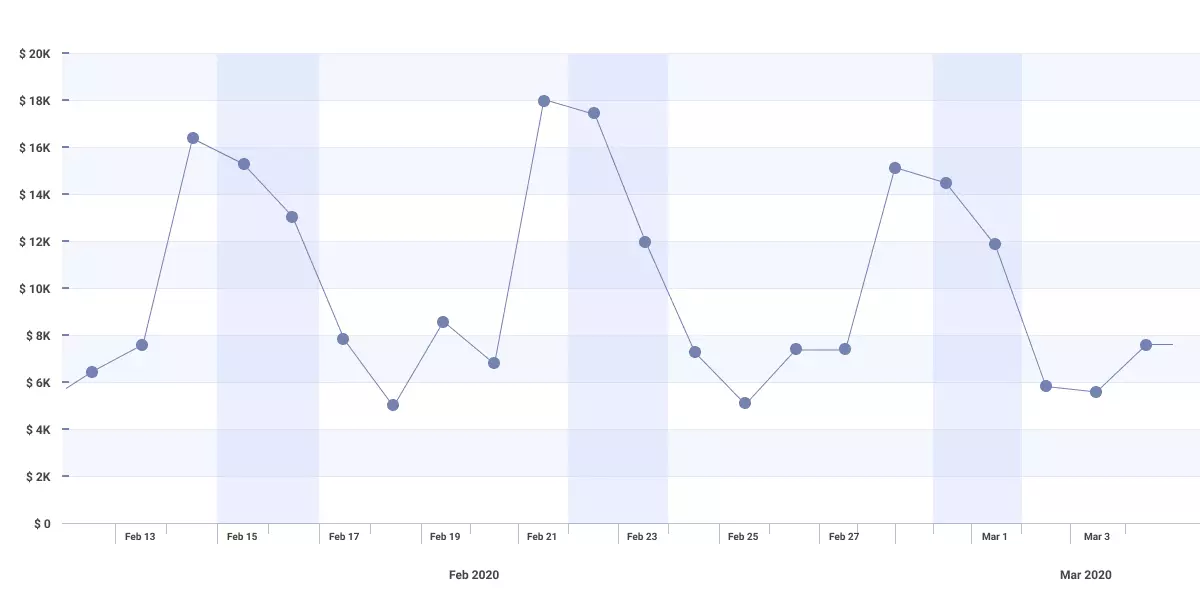 $ 20K
$ 18K
$ 16K
$ 14K
$ 12K
$ 10K
$ 8K
$ 6K
$ 4K
$ 2K
$ 0
Feb 13 Feb 15 Feb 17 Feb 19 Feb 21 Feb 23 Feb 25 Feb 27 Mar 1 Mar 3
Feb 2020 Mar 2020